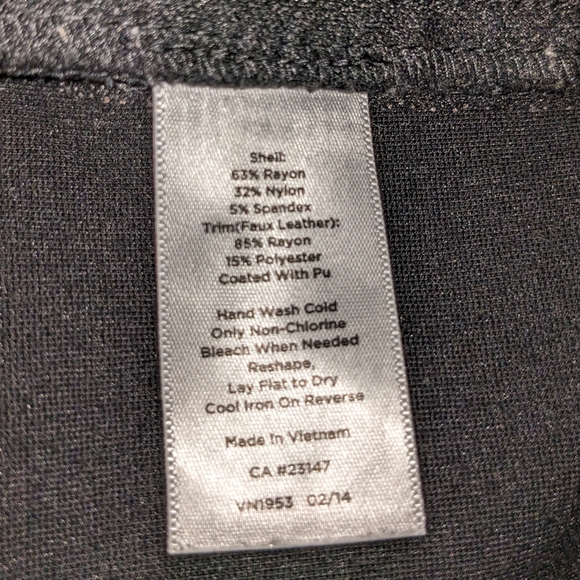 Shell:
63% Rayon
32% Nylon
5% Spandex
Trim(Faux Leather):
85% Rayon
15% Polyester
Coated With Pu
Hand Wash Cold
Only Non-Chlorine
Bleach When Needed
Reshape,
Lay Flat to Dry
Cool Iron On Reverse
Made In Vietnam
CA #23147
VN1953 02/14